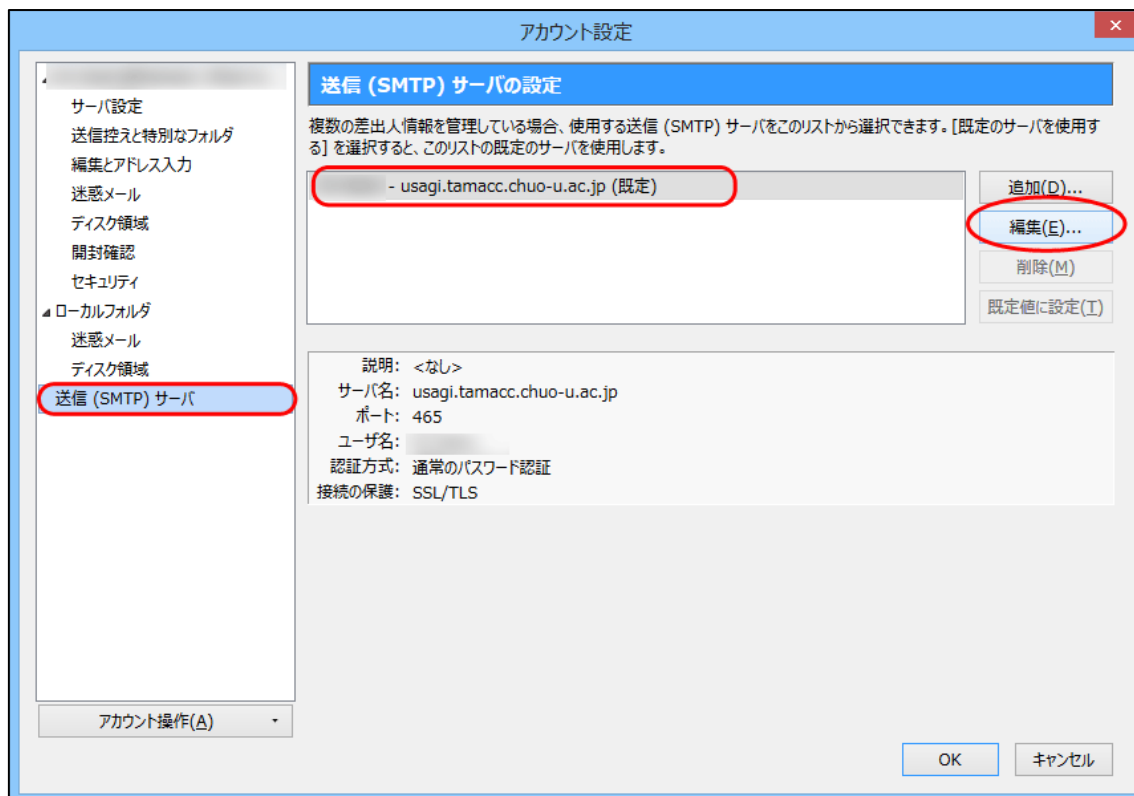 アカウント設定
サーバ設定
送信控えと特別なフォルダ
編集とアドレス入力
迷惑メール
ディスク領域
開封確認
セキュリティ
ローカルフォルダ
迷惑メール
ディスク領域
送信 (SMTP) サーバ
アカウント操作(A)
送信 (SMTP) サーバの設定
複数の差出人情報を管理している場合、使用する送信 (SMTP) サーバをこのリストから選択できます。[既定のサーバを使用す
る] を選択すると、このリストの既定のサーバを使用します。
- usagi.tamacc.chuo-u.ac.jp (既定)
追加(D)...
編集(E)...
削除(M)
既定値に設定(T)
説明: <なし>
サーバ名: usagi.tamacc.chuo-u.ac.jp
ポート: 465
ユーザ名:
認証方式: 通常のパスワード認証
接続の保護: SSL/TLS
OK
キャンセル